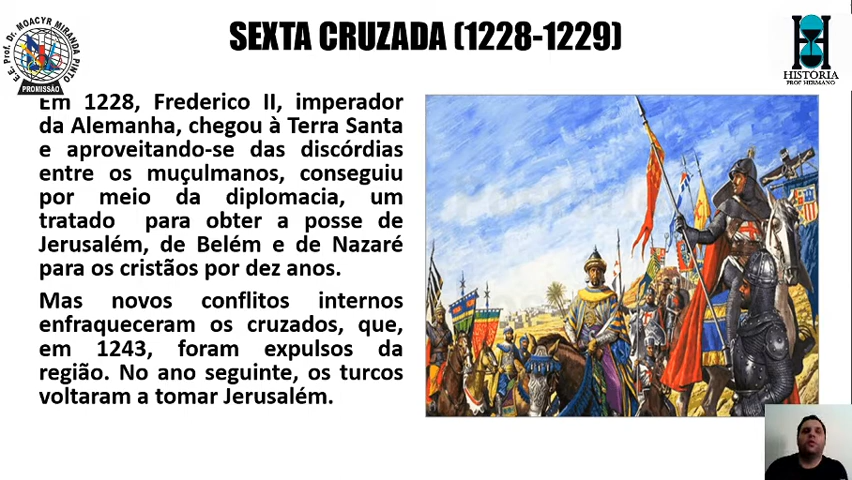 SEXTA CRUZADA (1228-1229)
E.E. Prof. Dr. MOACYR MIRANDA PINTO
PROMISSÃO
HISTORIA
PROF HERMANO
Em 1228, Frederico II, imperador
da Alemanha, chegou à Terra Santa
e aproveitando-se das discórdias
entre os muçulmanos, conseguiu
por meio da diplomacia, um
tratado para obter a posse de
Jerusalém, de Belém e de Nazaré
para os cristãos por dez anos.
Mas novos conflitos internos
enfraqueceram os cruzados, que,
em 1243, foram expulsos da
região. No ano seguinte, os turcos
voltaram a tomar Jerusalém.